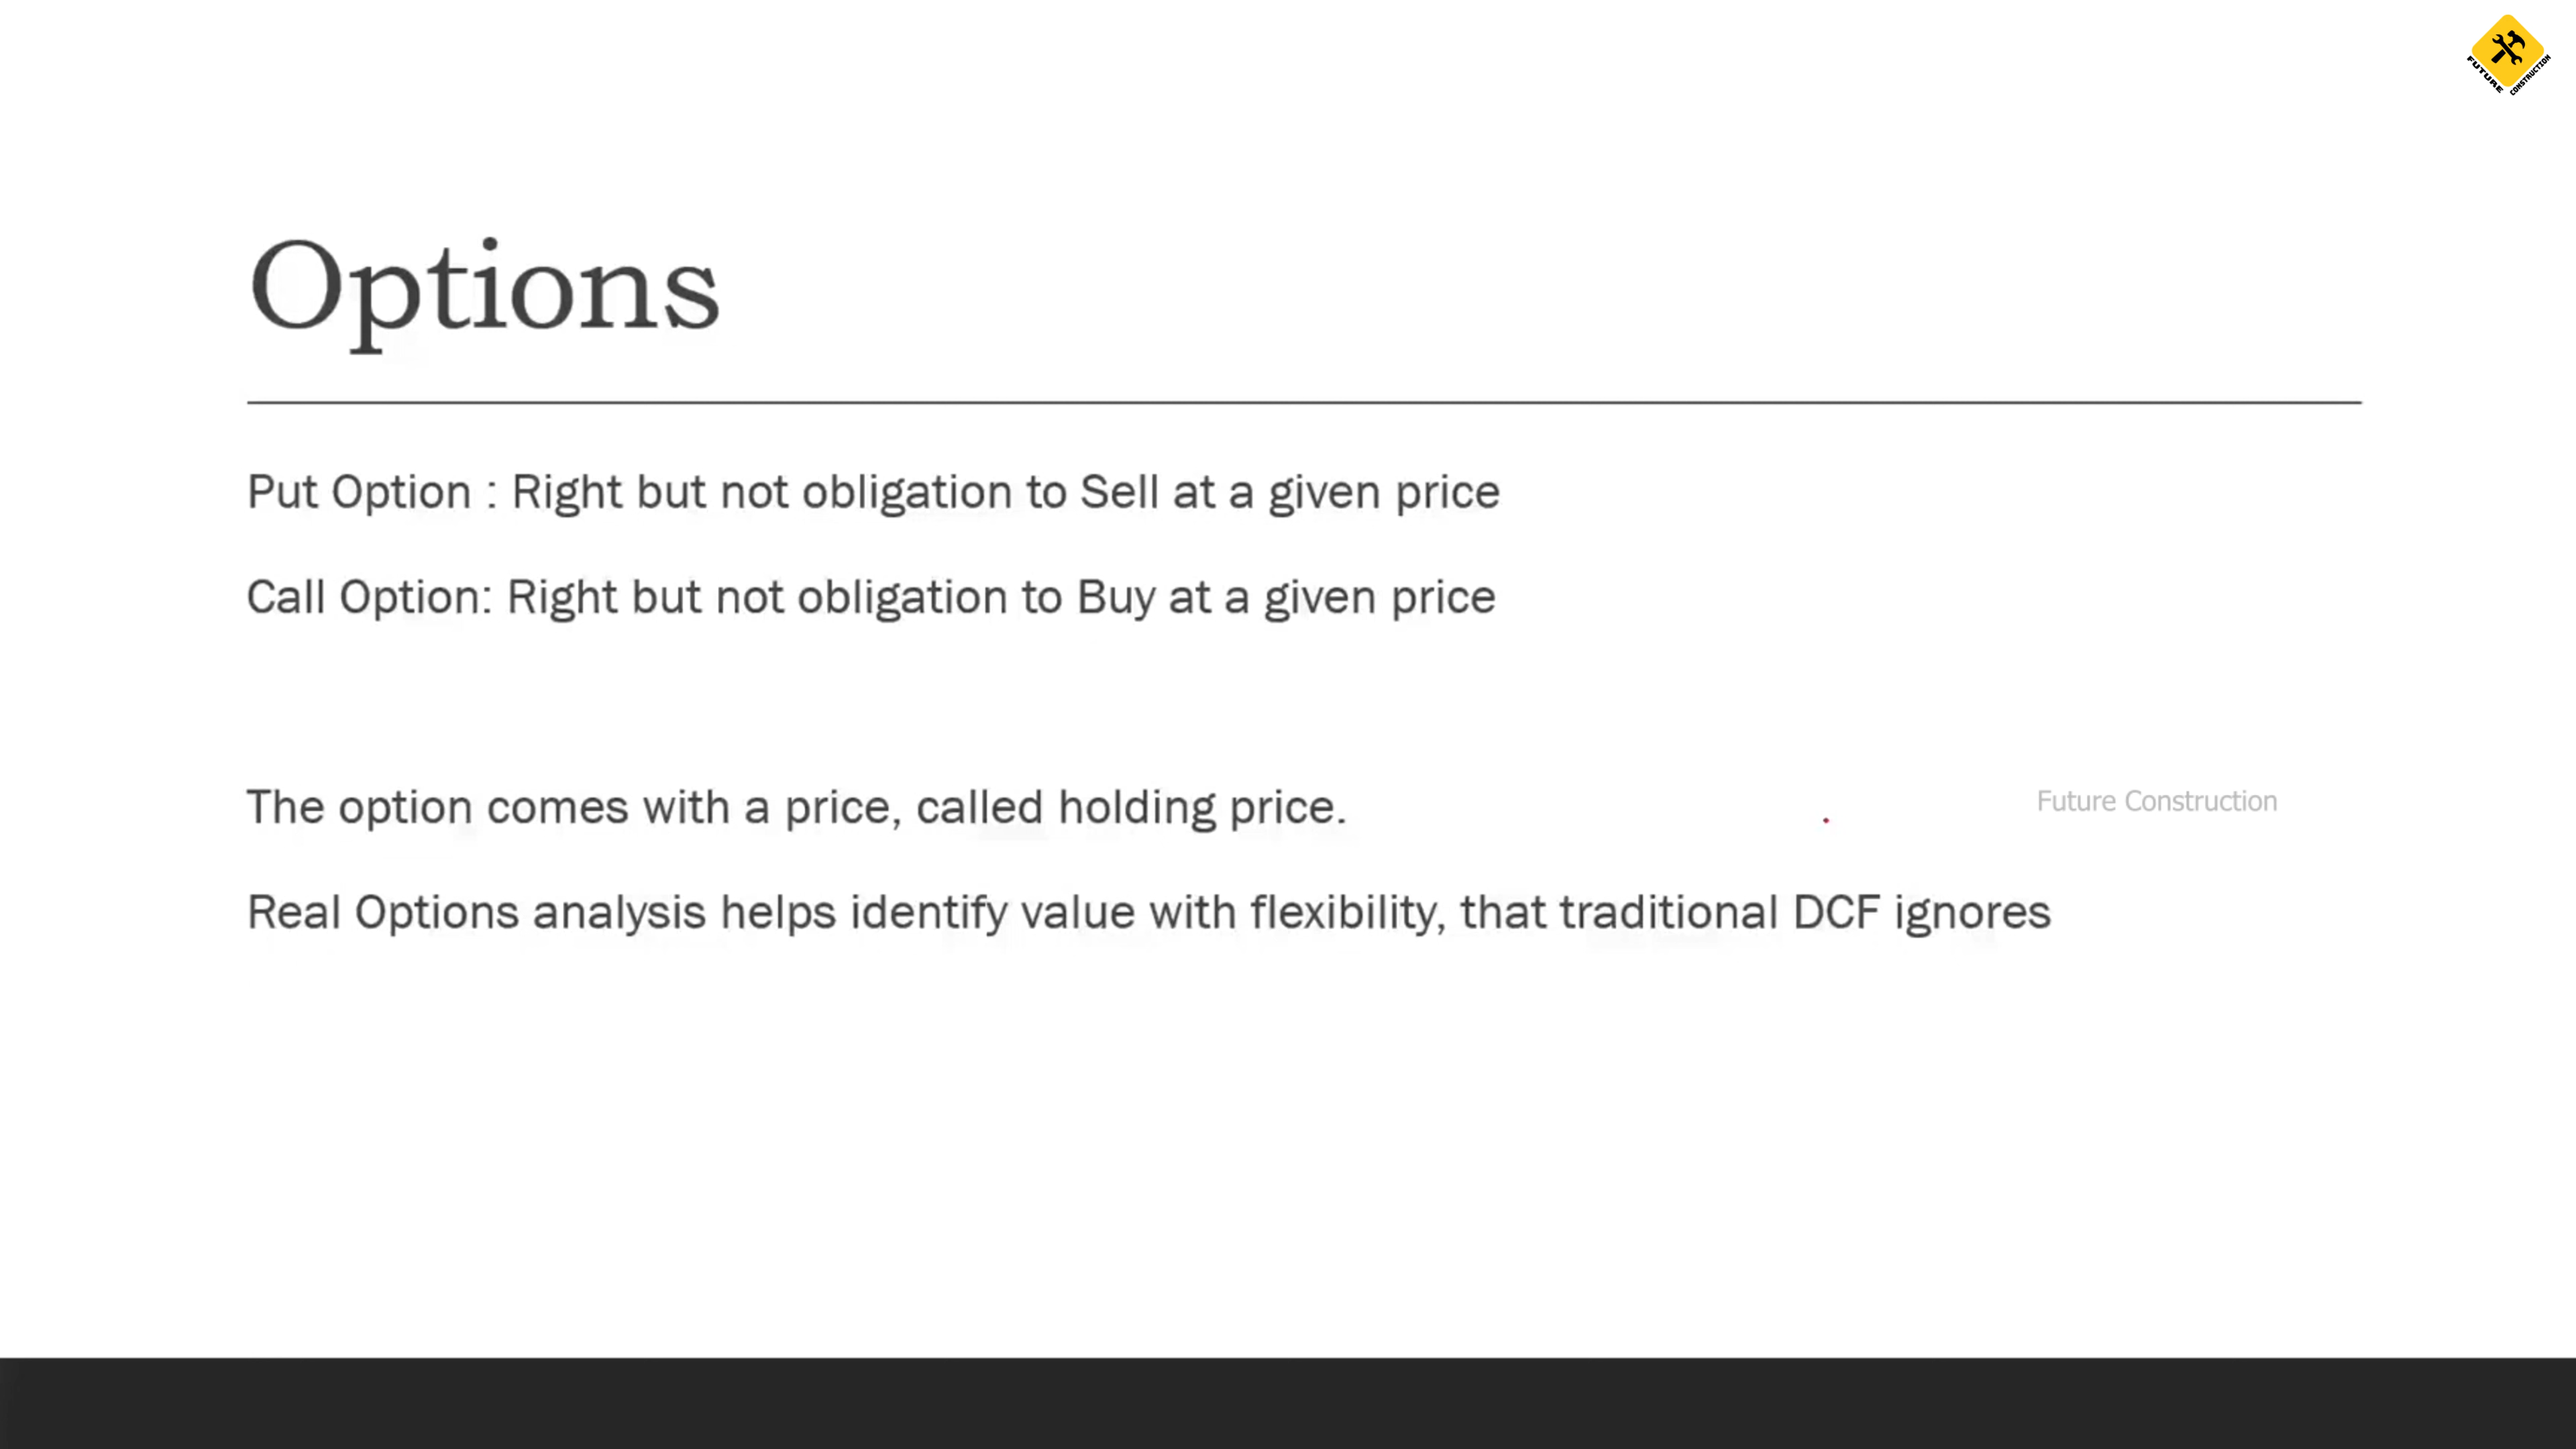 FUTURE CONSTRUCTION
Options
Put Option : Right but not obligation to Sell at a given price
Call Option: Right but not obligation to Buy at a given price
The option comes with a price, called holding price.
Future Construction
Real Options analysis helps identify value with flexibility, that traditional DCF ignores